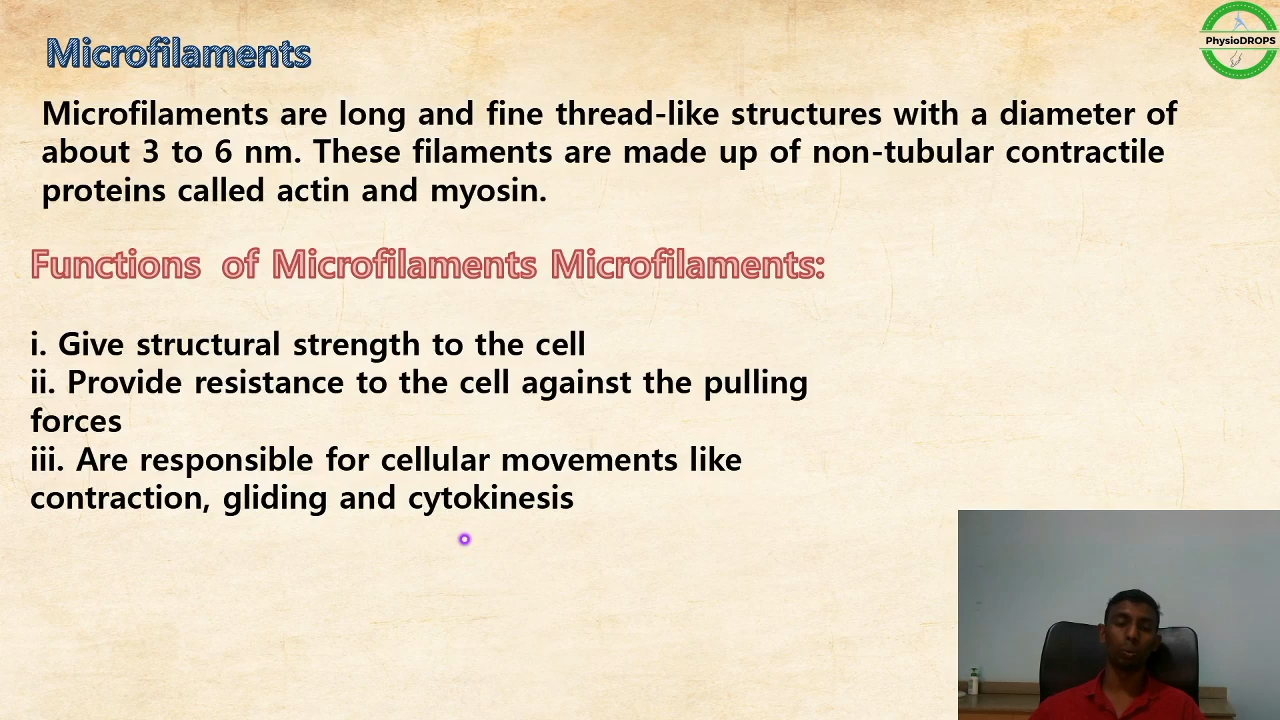 Microfilaments
PhysioDROPS
Microfilaments are long and fine thread-like structures with a diameter of
about 3 to 6 nm. These filaments are made up of non-tubular contractile
proteins called actin and myosin.
Functions of Microfilaments Microfilaments:
i. Give structural strength to the cell
ii. Provide resistance to the cell against the pulling
forces
iii. Are responsible for cellular movements like
contraction, gliding and cytokinesis